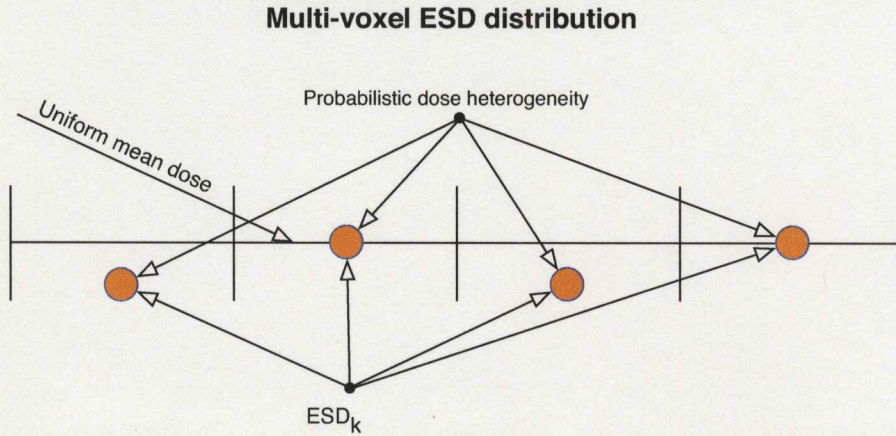 Multi-voxel ESD distribution
Probabilistic dose heterogeneity
Uniform mean dose
ESDk